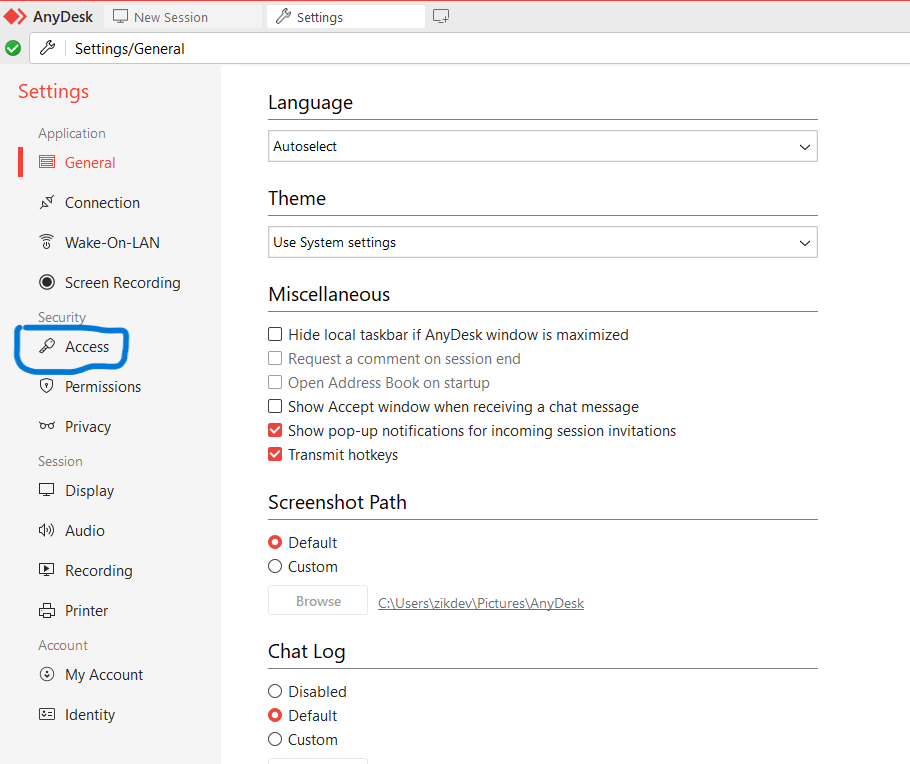 AnyDesk
New Session
Settings
Settings/General
Settings
Application
General
Connection
Wake-On-LAN
Screen Recording
Security
Access
Permissions
Privacy
Session
Display
Audio
Recording
Printer
Account
My Account
Identity
Language
Autoselect
Theme
Use System settings
Miscellaneous
Hide local taskbar if AnyDesk window is maximized
Request a comment on session end
Open Address Book on startup
Show Accept window when receiving a chat message
Show pop-up notifications for incoming session invitations
Transmit hotkeys
Screenshot Path
Default
Custom
Browse C:\Users\zikdev\Pictures\AnyDesk
Chat Log
Disabled
Default
Custom